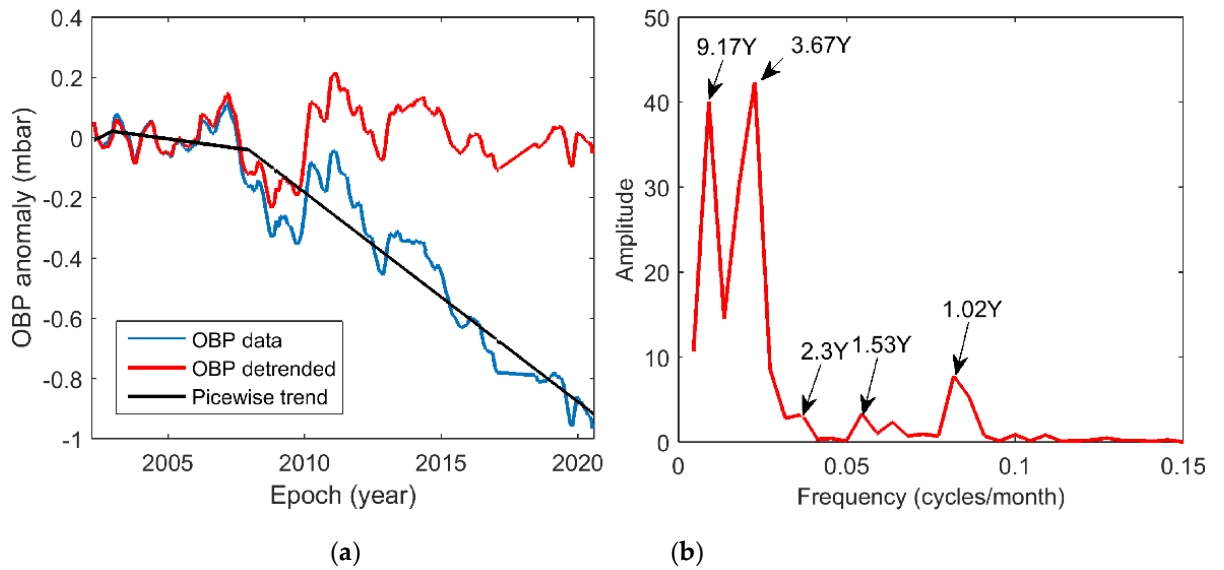 0.4
0.2
0
-0.2
-0.4
-0.6
-0.8
-1
OBP anomaly (mbar)
OBP data
OBP detrended
Picewise trend
2005
2010
2015
2020
Epoch (year)
(a)
50
40
30
20
10
0
Amplitude
9.17Y
3.67Y
2.3Y
1.53Y
1.02Y
0
0.05
0.1
0.15
Frequency (cycles/month)
(b)